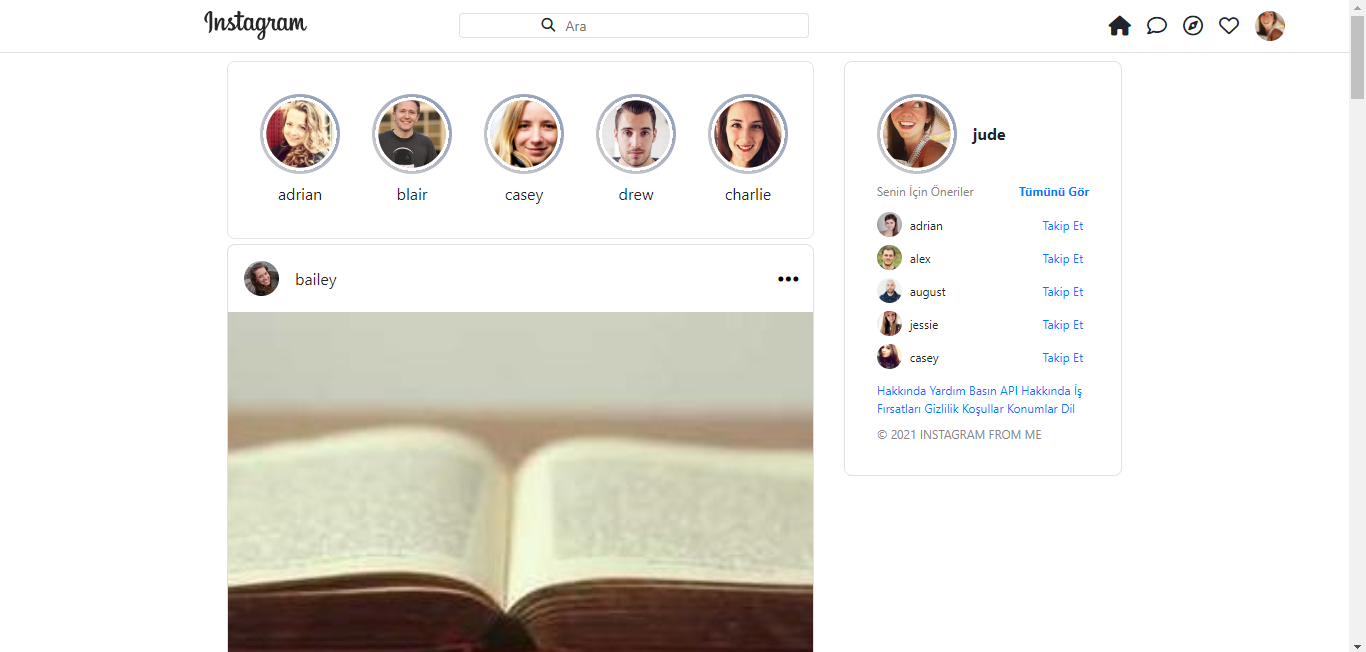 Instagram
Ara
adrian
blair
casey
drew
charlie
bailey
jude
Senin İçin Öneriler Tümünü Gör
adrian Takip Et
alex Takip Et
august Takip Et
jessie Takip Et
casey Takip Et
Hakkında Yardım Basın API Hakkında İş
Fırsatları Gizlilik Koşullar Konumlar Dil
© 2021 INSTAGRAM FROM ME